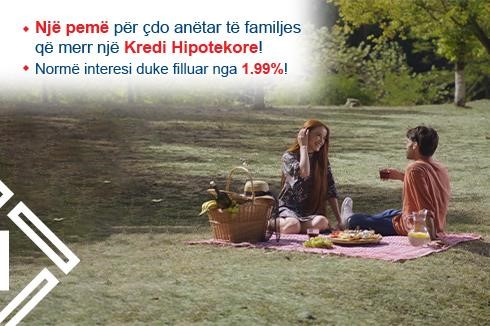 Një pemë për çdo anëtar të familjes
që merr një Kredi Hipotekore!
Normë interesi duke filluar nga 1.99%!